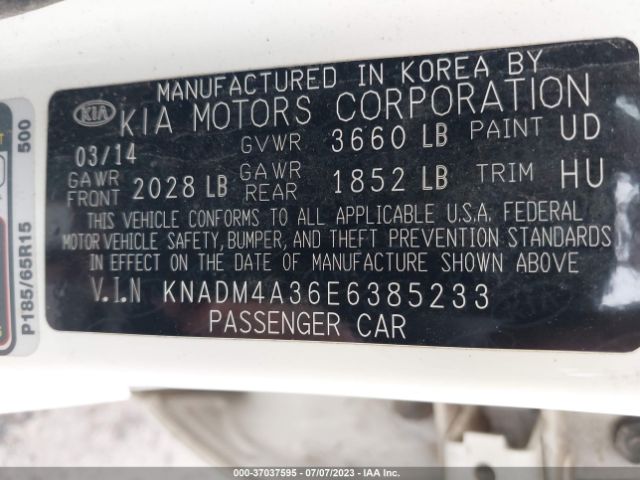 MANUFACTURED IN KOREA BY
KIA KIA MOTORS CORPORATION
03/14 GVWR 3660 LB PAINT UD
GAWR FRONT 2028 LB GAWR REAR 1852 LB TRIM HU
THIS VEHICLE CONFORMS TO ALL APPLICABLE U.S.A. FEDERAL
MOTOR VEHICLE SAFETY, BUMPER, AND THEFT PREVENTION STANDARDS
IN EFFECT ON THE DATE OF MANUFACTURE SHOWN ABOVE
V.I.N KNADM4A36E6385233
PASSENGER CAR
P185/65R15 500
000-37037595 - 07/07/2023 - IAAI.CA